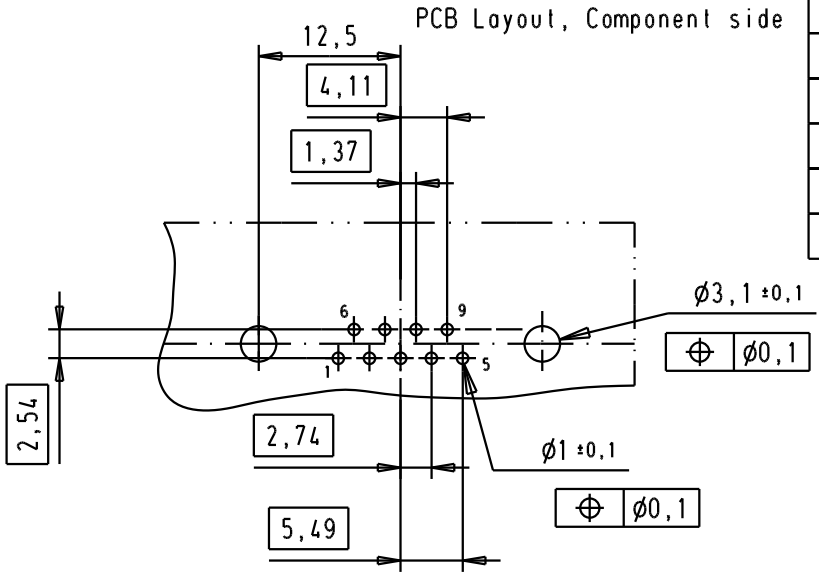 PCB Layout, Component side
12,5
4,11
1,37
6
9
Ø3,1 ±0,1
Ø0,1
1
5
2,54
2,74
Ø1 ±0,1
Ø0,1
5,49